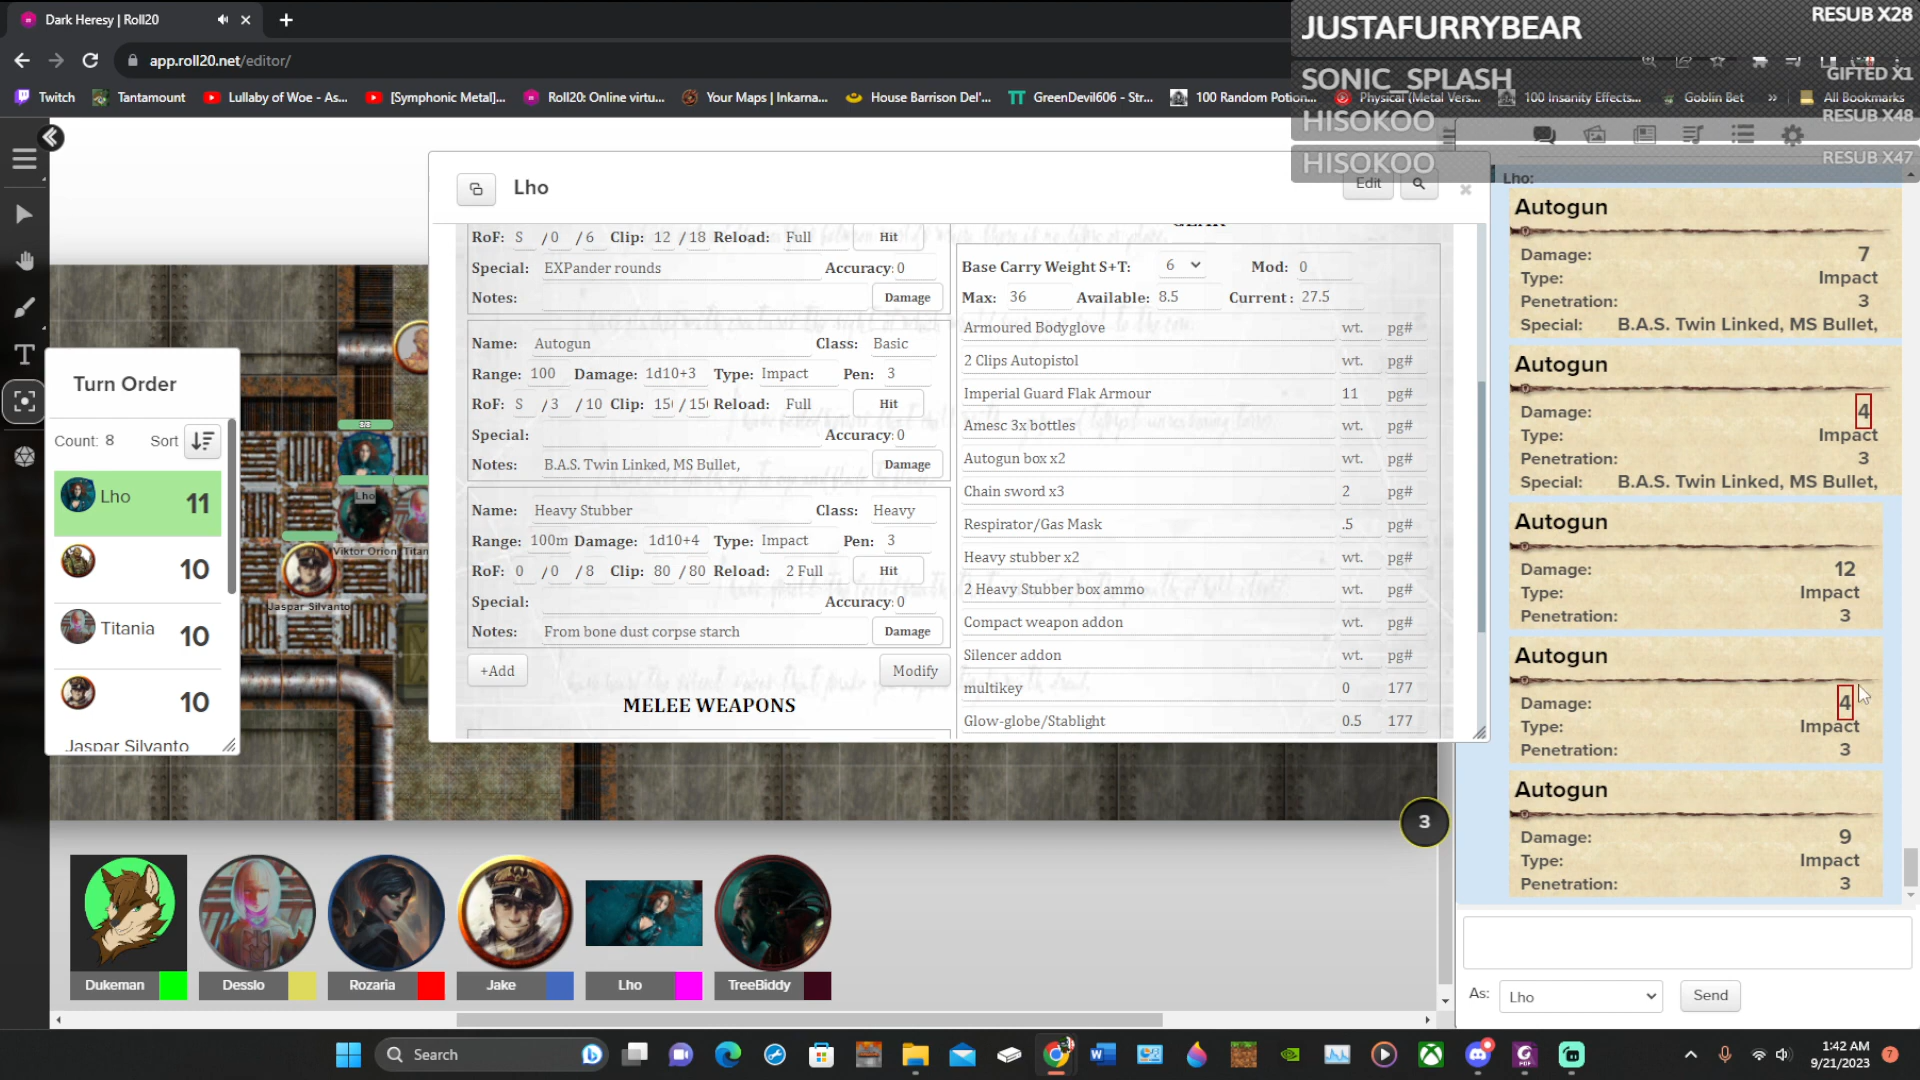 Dark Heresy | Roll20
app.roll20.net/editor/
Twitch
Tantamount
Lullaby of Woe - As...
[Symphonic Metal]...
Roll20: Online virtu...
Your Maps | Inkarna...
House Barrison Del'...
GreenDevil606 - Str...
100 Random Potion...
Physical (Metal Vers...
100 Insanity Effects...
Goblin Bet
»
All Bookmarks
JUSTAFURRYBEAR
RESUB X28
SONIC_SPLASH
GIFTED X1
HISOKOO
RESUB X48
HISOKOO
RESUB X47
Lho
Edit
RoF: S /0 /6 Clip: 12 /18 Reload: Full Hit
Special: EXPander rounds Accuracy: 0
Notes: Damage
Name: Autogun Class: Basic
Range: 100 Damage: 1d10+3 Type: Impact Pen: 3
RoF: S /3 /10 Clip: 15 /15 Reload: Full Hit
Special: Accuracy: 0
Notes: B.A.S. Twin Linked, MS Bullet, Damage
Name: Heavy Stubber Class: Heavy
Range: 100m Damage: 1d10+4 Type: Impact Pen: 3
RoF: 0 /0 /8 Clip: 80 /80 Reload: 2 Full Hit
Special: Accuracy: 0
Notes: From bone dust corpse starch Damage
+Add Modify
MELEE WEAPONS
GEAR
Base Carry Weight S+T: 6 Mod: 0
Max: 36 Available: 8.5 Current: 27.5
Armoured Bodyglove wt. pg#
2 Clips Autopistol wt. pg#
Imperial Guard Flak Armour 11 pg#
Amesc 3x bottles wt. pg#
Autogun box x2 wt. pg#
Chain sword x3 2 pg#
Respirator/Gas Mask .5 pg#
Heavy stubber x2 wt. pg#
2 Heavy Stubber box ammo wt. pg#
Compact weapon addon wt. pg#
Silencer addon wt. pg#
multikey 0 177
Glow-globe/Stablight 0.5 177
Turn Order
Count: 8 Sort
Lho 11
10
Titania 10
10
Jaspar Silvanto
8/8
Lho
Viktor Orion
Titan
Jaspar Silvanto
3
Lho:
Autogun
Damage: 7
Type: Impact
Penetration: 3
Special: B.A.S. Twin Linked, MS Bullet,
Autogun
Damage: 4
Type: Impact
Penetration: 3
Special: B.A.S. Twin Linked, MS Bullet,
Autogun
Damage: 12
Type: Impact
Penetration: 3
Autogun
Damage: 4
Type: Impact
Penetration: 3
Autogun
Damage: 9
Type: Impact
Penetration: 3
As: Lho Send
Dukeman
Desslo
Rozaria
Jake
Lho
TreeBiddy
Search
1:42 AM
9/21/2023
7